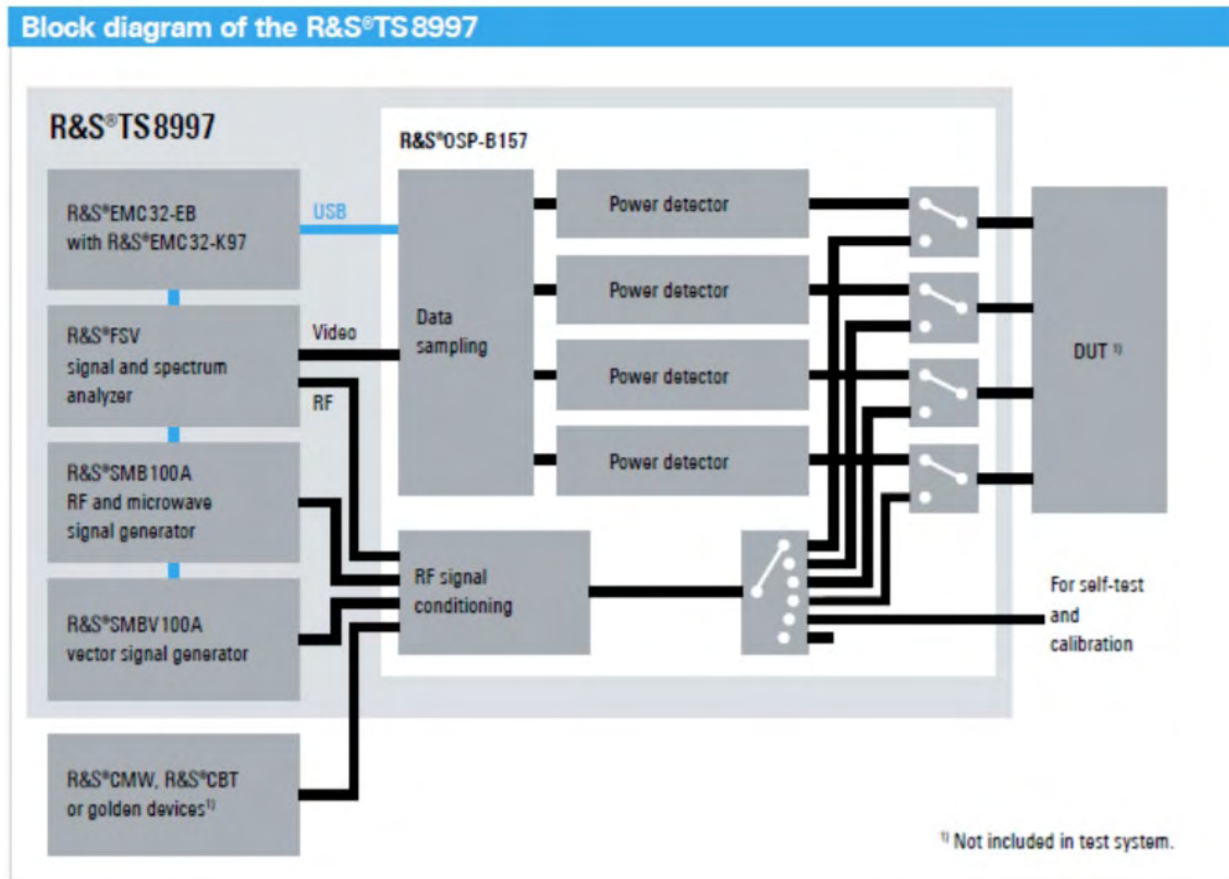 Block diagram of the R&S®TS8997
R&S®TS8997
R&S®OSP-B157
R&S®EMC32-EB
with R&S®EMC32-K97
USB
R&S®FSV
signal and spectrum
analyzer
Video
RF
R&S®SMB100A
RF and microwave
signal generator
R&S®SMBV100A
vector signal generator
R&S®CMW, R&S®CBT
or golden devices¹⁾
Data
sampling
Power detector
Power detector
Power detector
Power detector
RF signal
conditioning
DUT ¹⁾
For self-test
and
calibration
¹⁾ Not included in test system.